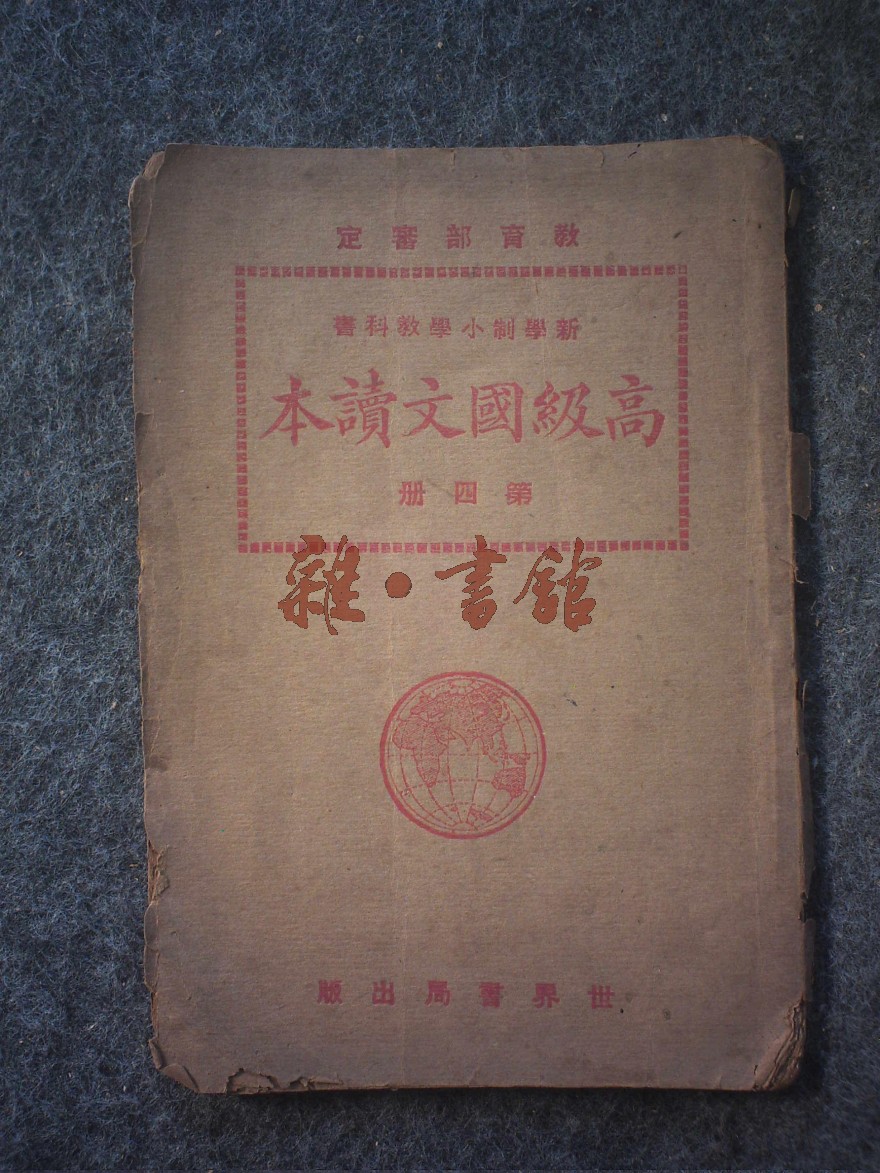 教育部審定
新學制小學教科書
高級國文讀本
第四册
雜·書館
世界書局出版